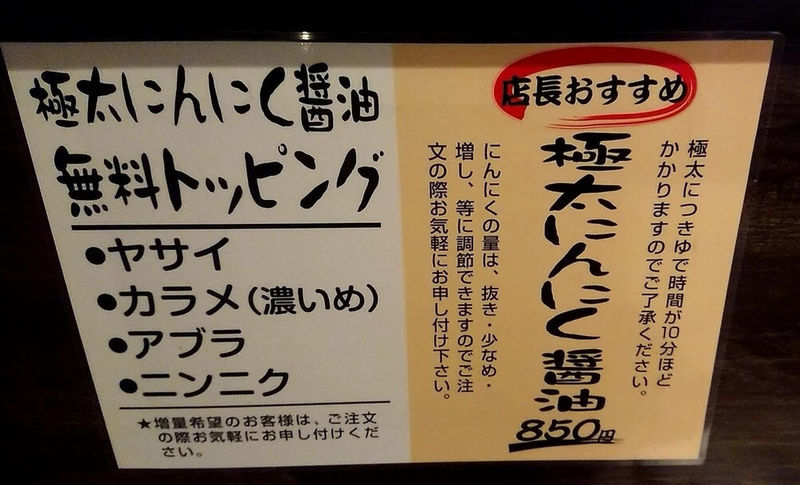 極太にんにく醤油
無料トッピング
●ヤサイ
●カラメ(濃いめ)
●アブラ
●ニンニク
★増量希望のお客様は、ご注文
の際お気軽にお申し付けくだ
さい。
店長おすすめ
極太につきゆで時間が10分ほど
かかりますのでご了承ください。
極太にんにく醤油
850円
にんにくの量は、抜き・少なめ・
増し、等に調節できますのでご注
文の際お気軽にお申し付け下さい。